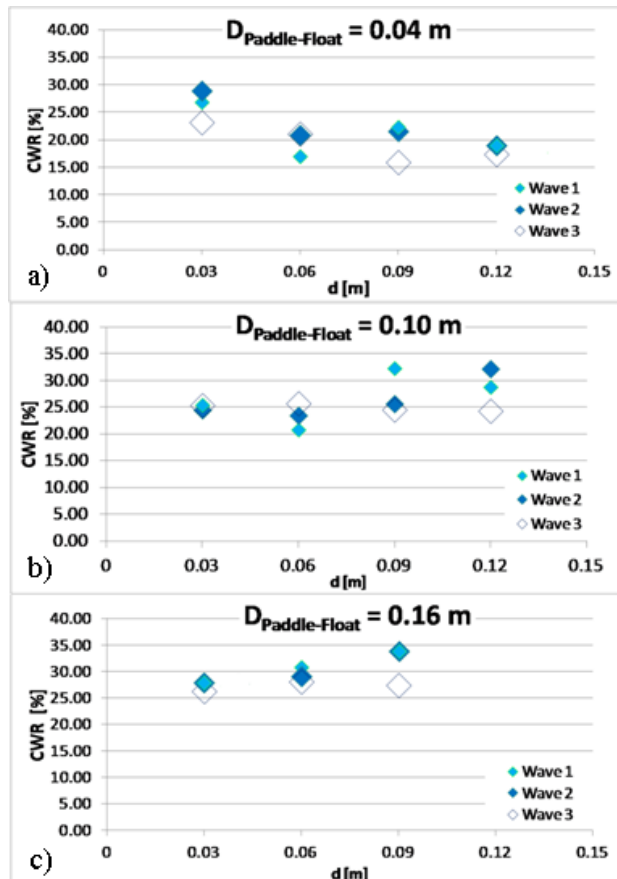 D Paddle-Float = 0.04 m
40.00
35.00
30.00
25.00
20.00
15.00
10.00
5.00
0.00
CWR [%]
Wave 1
Wave 2
Wave 3
0 0.03 0.06 0.09 0.12 0.15
d [m]
a)
D Paddle-Float = 0.10 m
40.00
35.00
30.00
25.00
20.00
15.00
10.00
5.00
0.00
CWR [%]
Wave 1
Wave 2
Wave 3
0 0.03 0.06 0.09 0.12 0.15
d [m]
b)
D Paddle-Float = 0.16 m
40.00
35.00
30.00
25.00
20.00
15.00
10.00
5.00
0.00
CWR [%]
Wave 1
Wave 2
Wave 3
0 0.03 0.06 0.09 0.12 0.15
d [m]
c)